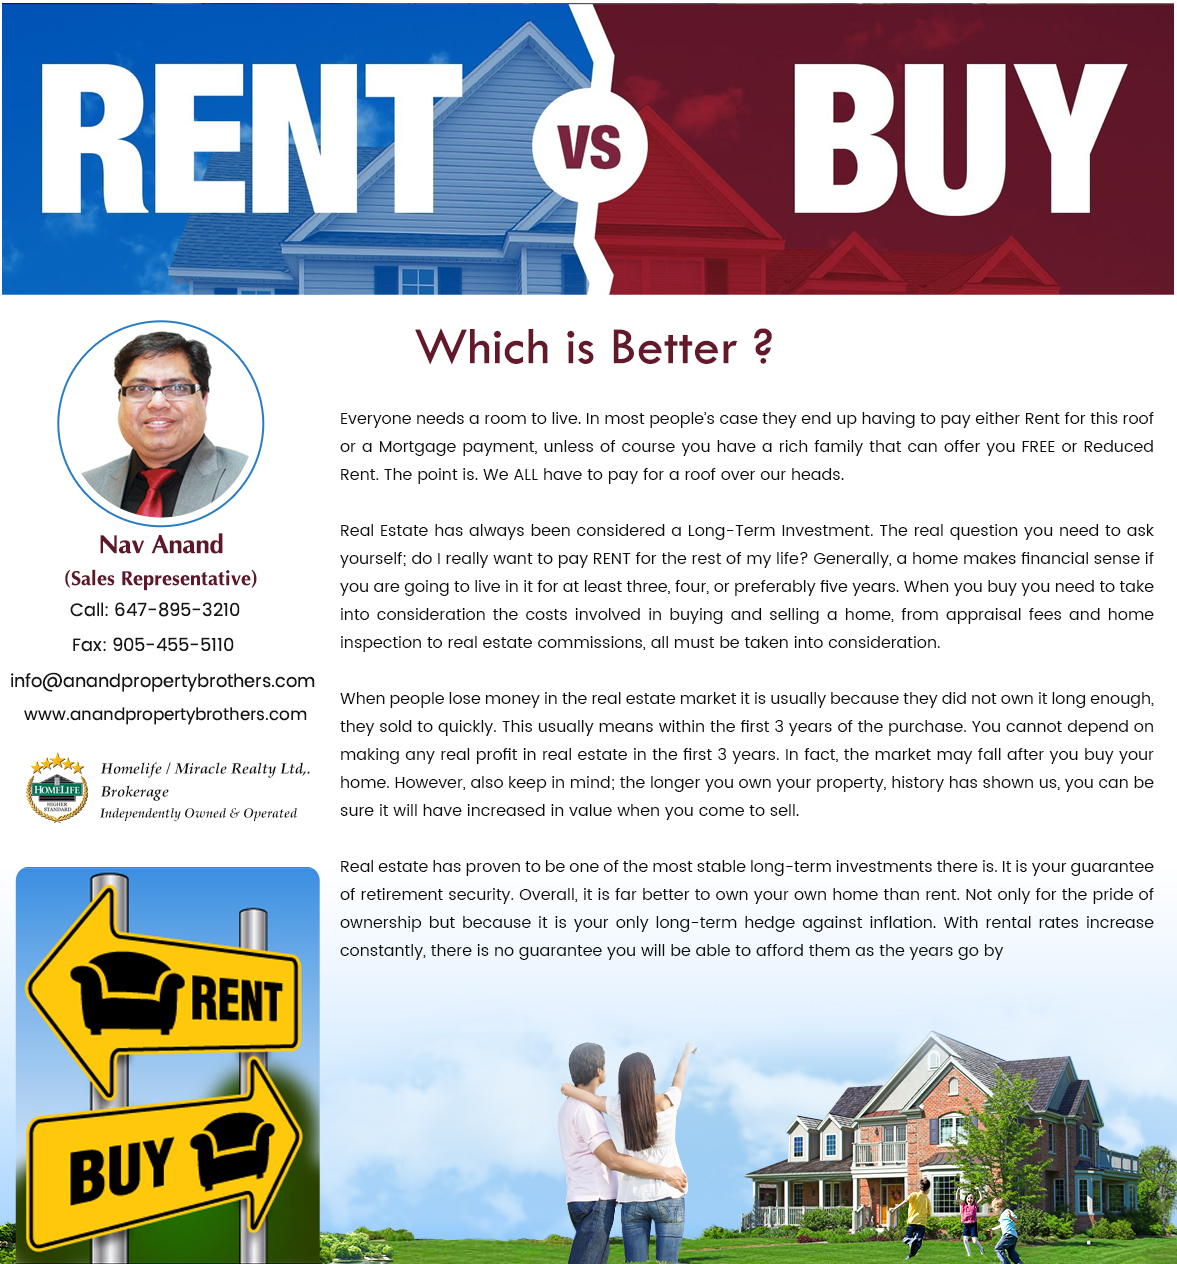 RENT
VS
BUY
Which is Better ?
Everyone needs a room to live. In most people's case they end up having to pay either Rent for this roof
or a Mortgage payment, unless of course you have a rich family that can offer you FREE or Reduced
Rent. The point is. We ALL have to pay for a roof over our heads.
Real Estate has always been considered a Long-Term Investment. The real question you need to ask
yourself; do I really want to pay RENT for the rest of my life? Generally, a home makes financial sense if
you are going to live in it for at least three, four, or preferably five years. When you buy you need to take
into consideration the costs involved in buying and selling a home, from appraisal fees and home
inspection to real estate commissions, all must be taken into consideration.
When people lose money in the real estate market it is usually because they did not own it long enough,
they sold to quickly. This usually means within the first 3 years of the purchase. You cannot depend on
making any real profit in real estate in the first 3 years. In fact, the market may fall after you buy your
home. However, also keep in mind; the longer you own your property, history has shown us, you can be
sure it will have increased in value when you come to sell.
Real estate has proven to be one of the most stable long-term investments there is. It is your guarantee
of retirement security. Overall, it is far better to own your own home than rent. Not only for the pride of
ownership but because it is your only long-term hedge against inflation. With rental rates increase
constantly, there is no guarantee you will be able to afford them as the years go by
Nav Anand
(Sales Representative)
Call: 647-895-3210
Fax: 905-455-5110
info@anandpropertybrothers.com
www.anandpropertybrothers.com
HOMELIFE
HIGHER
STANDARD
Homelife / Miracle Realty Ltd,.
Brokerage
Independently Owned & Operated
RENT
BUY